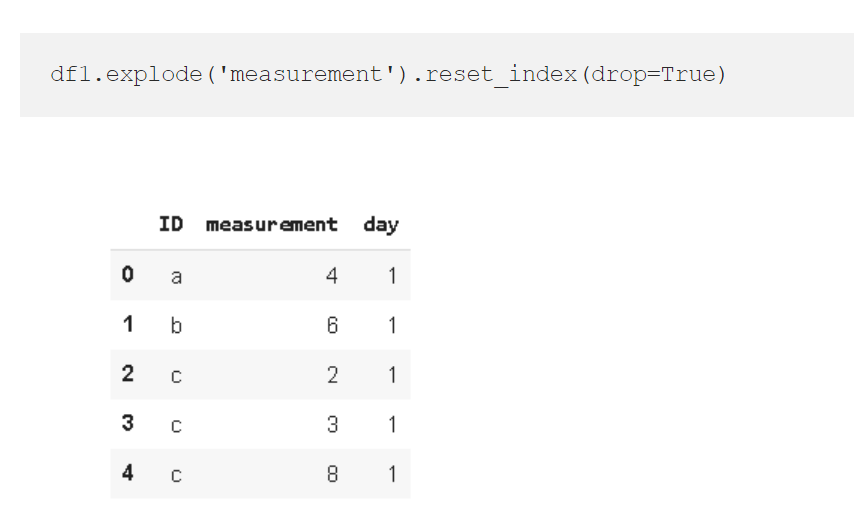 df1.explode('measurement').reset_index(drop=True)
ID measurement day
0 a 4 1
1 b 6 1
2 c 2 1
3 c 3 1
4 c 8 1